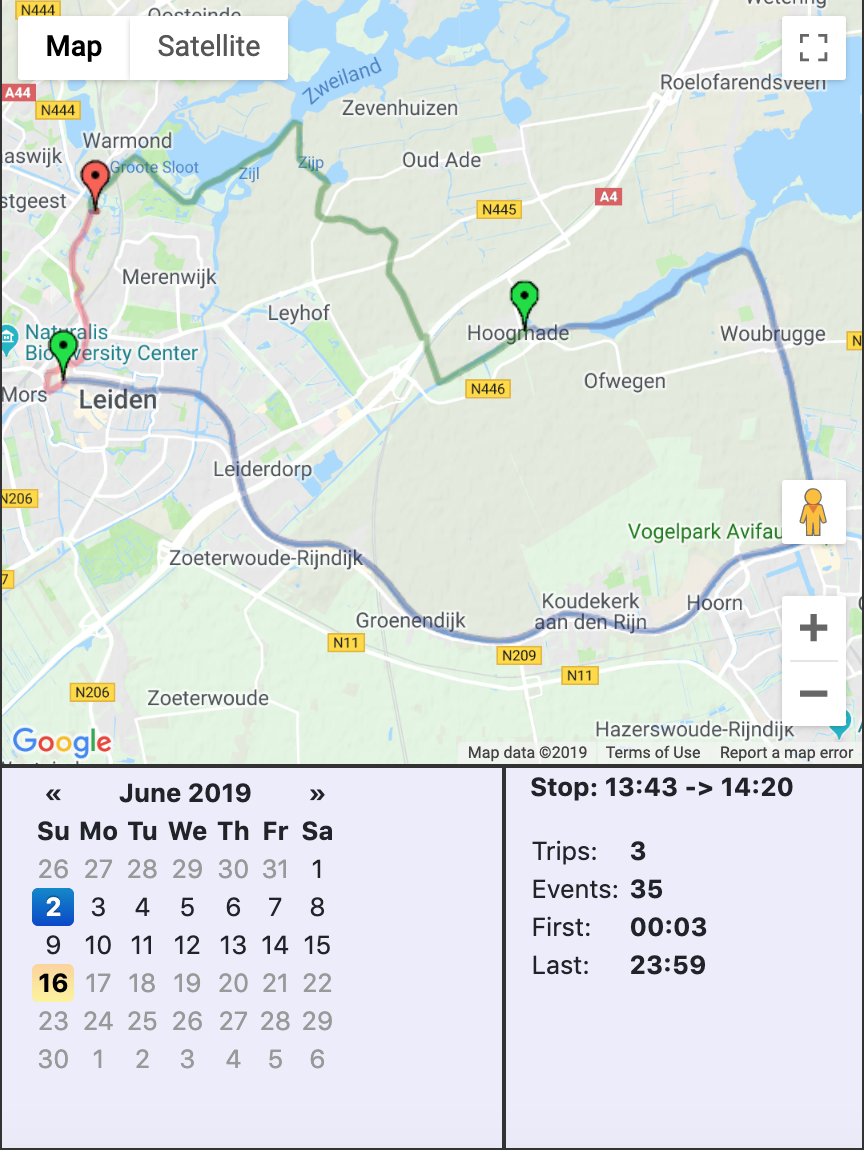 N444
Oosteinde
Wetering
Map
Satellite
Zweiland
Roelofarendsveen
A44
N444
Zevenhuizen
Warmond
aswijk
Groote Sloot
Zijl
Zijp
Oud Ade
stgeest
A4
N445
Merenwijk
Leyhof
Naturalis
Biodiversity Center
Hoogmade
Woubrugge
N
Mors
Leiden
N446
Ofwegen
Leiderdorp
N206
Vogelpark Avifau
Zoeterwoude-Rijndijk
7
Koudekerk
aan den Rijn
Hoorn
Groenendijk
N11
N209
N11
N206
Zoeterwoude
Hazerswoude-Rijndijk
Google
Map data ©2019
Terms of Use
Report a map error
« June 2019 »
Su Mo Tu We Th Fr Sa
26 27 28 29 30 31 1
2 3 4 5 6 7 8
9 10 11 12 13 14 15
16 17 18 19 20 21 22
23 24 25 26 27 28 29
30 1 2 3 4 5 6
Stop: 13:43 -> 14:20
Trips: 3
Events: 35
First: 00:03
Last: 23:59